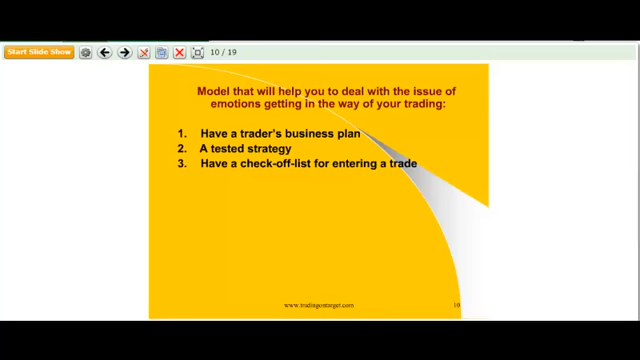 Start Slide Show
10 / 19
Model that will help you to deal with the issue of
emotions getting in the way of your trading:
1. Have a trader's business plan
2. A tested strategy
3. Have a check-off-list for entering a trade
www.tradingontarget.com
10